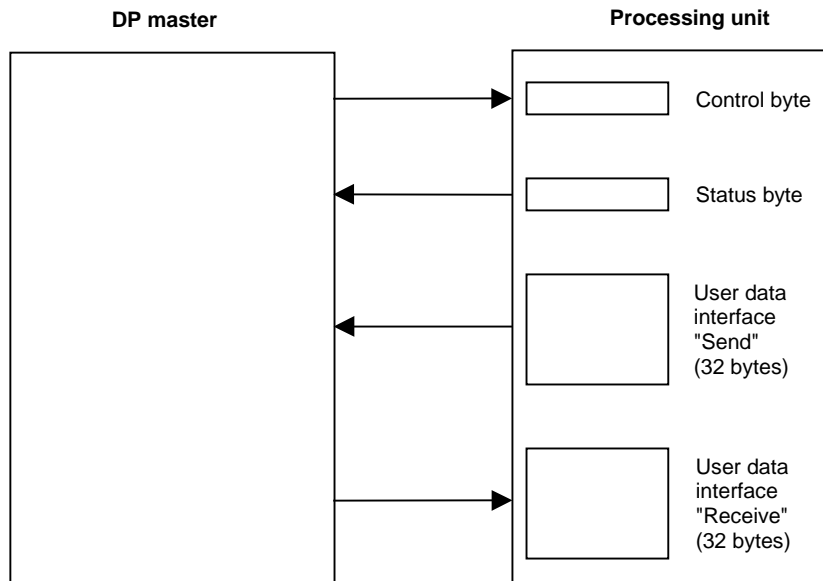 DP master
Processing unit
Control byte
Status byte
User data
interface
"Send"
(32 bytes)
User data
interface
"Receive"
(32 bytes)